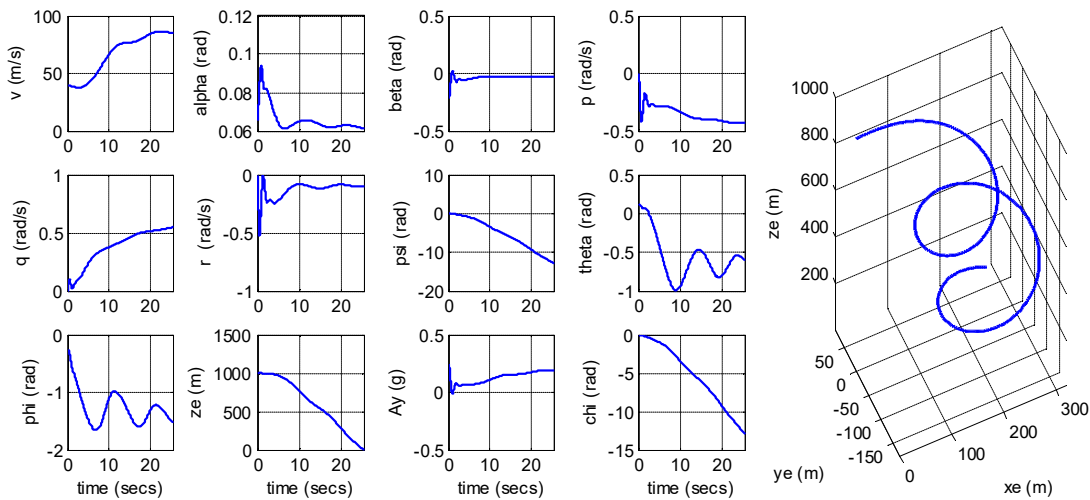 100
50
0
0 10 20
v (m/s)
0.12
0.1
0.08
0.06
0 10 20
alpha (rad)
0.5
0
-0.5
0 10 20
beta (rad)
0.5
0
-0.5
0 10 20
p (rad/s)
1
0.5
0
0 10 20
q (rad/s)
0
-0.5
-1
0 10 20
r (rad/s)
10
0
-10
-20
0 10 20
psi (rad)
0.5
0
-0.5
-1
0 10 20
theta (rad)
0
-1
-2
0 10 20
phi (rad)
time (secs)
1500
1000
500
0
0 10 20
ze (m)
time (secs)
0.5
0
-0.5
0 10 20
Ay (g)
time (secs)
0
-5
-10
-15
0 10 20
chi (rad)
time (secs)
1000
800
600
400
200
ze (m)
50
0
-50
-100
-150
ye (m)
0
100
200
300
xe (m)